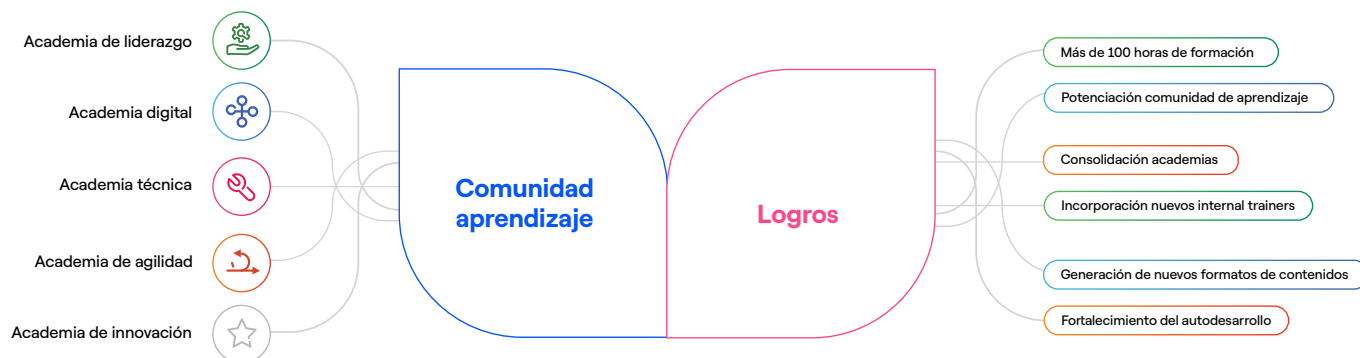 Academia de liderazgo
Academia digital
Academia técnica
Academia de agilidad
Academia de innovación
Comunidad
aprendizaje
Logros
Más de 100 horas de formación
Potenciación comunidad de aprendizaje
Consolidación academias
Incorporación nuevos internal trainers
Generación de nuevos formatos de contenidos
Fortalecimiento del autodesarrollo